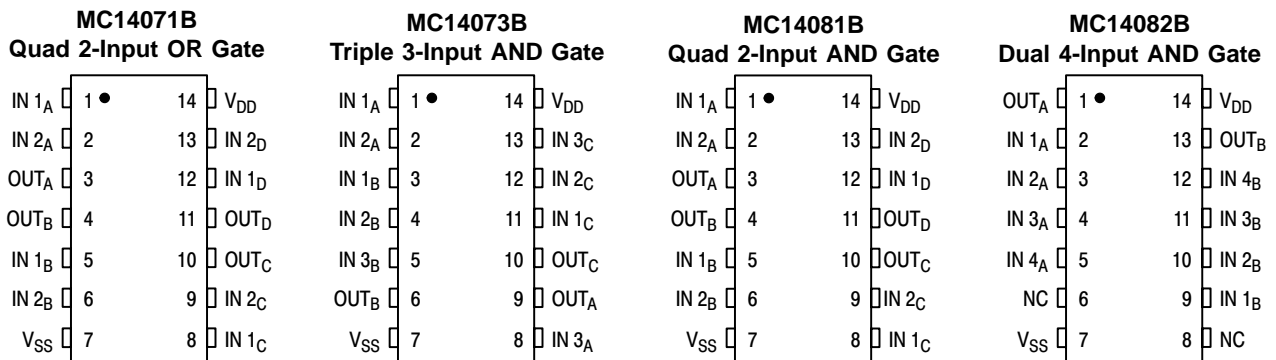 MC14071B
Quad 2-Input OR Gate
IN 1A 1 14 VDD
IN 2A 2 13 IN 2D
OUTA 3 12 IN 1D
OUTB 4 11 OUTD
IN 1B 5 10 OUTC
IN 2B 6 9 IN 2C
VSS 7 8 IN 1C
MC14073B
Triple 3-Input AND Gate
IN 1A 1 14 VDD
IN 2A 2 13 IN 3C
IN 1B 3 12 IN 2C
IN 2B 4 11 IN 1C
IN 3B 5 10 OUTC
OUTB 6 9 OUTA
VSS 7 8 IN 3A
MC14081B
Quad 2-Input AND Gate
IN 1A 1 14 VDD
IN 2A 2 13 IN 2D
OUTA 3 12 IN 1D
OUTB 4 11 OUTD
IN 1B 5 10 OUTC
IN 2B 6 9 IN 2C
VSS 7 8 IN 1C
MC14082B
Dual 4-Input AND Gate
OUTA 1 14 VDD
IN 1A 2 13 OUTB
IN 2A 3 12 IN 4B
IN 3A 4 11 IN 3B
IN 4A 5 10 IN 2B
NC 6 9 IN 1B
VSS 7 8 NC